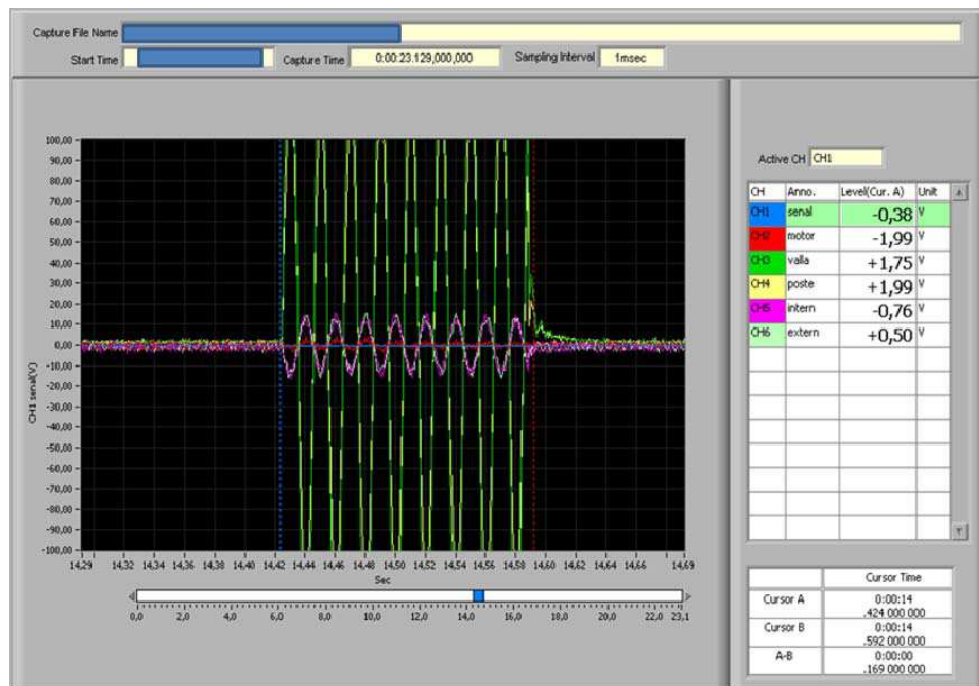 Capture File Name
Start Time Capture Time 0:00:23.129,000,000 Sampling Interval 1msec
Active CH CH1
CH Anno. Level(Cur. A) Unit
CH1 senal -0,38 V
CH2 motor -1,99 V
CH3 valla +1,75 V
CH4 poste +1,99 V
CH5 intern -0,76 V
CH6 extern +0,50 V
CH1 senal(V)
100,00
90,00
80,00
70,00
60,00
50,00
40,00
30,00
20,00
10,00
0,00
-10,00
-20,00
-30,00
-40,00
-50,00
-60,00
-70,00
-80,00
-90,00
-100,00
14,29 14,32 14,34 14,36 14,38 14,40 14,42 14,44 14,46 14,48 14,50 14,52 14,54 14,56 14,58 14,60 14,62 14,64 14,66 14,69
Sec
0,0 2,0 4,0 6,0 8,0 10,0 12,0 14,0 16,0 18,0 20,0 22,0 23,1
Cursor Time
Cursor A 0:00:14
.424 000 000
Cursor B 0:00:14
.592 000 000
A-B 0:00:00
.169 000 000